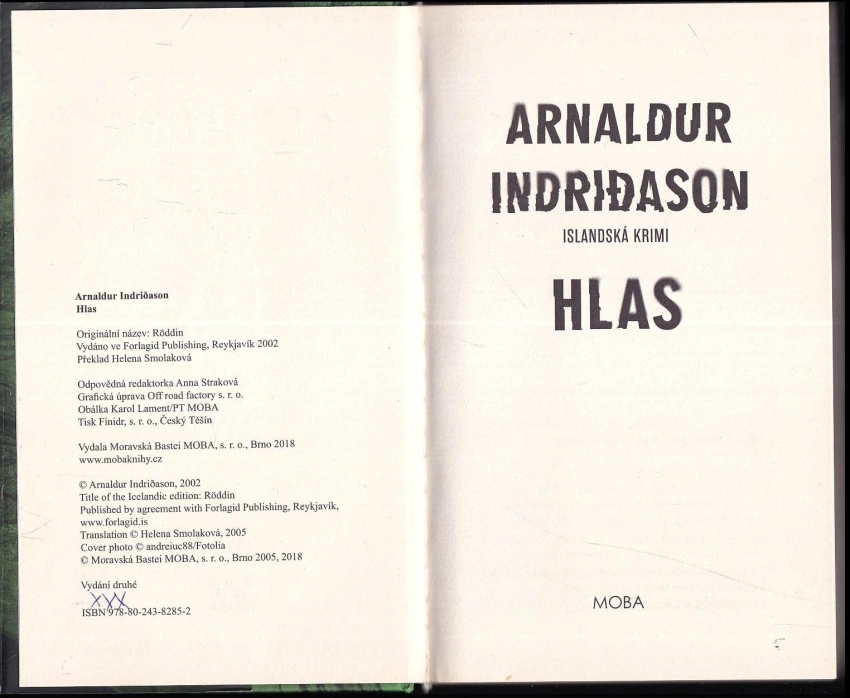 Arnaldur Indriðason
Hlas
Originální název: Röddin
Vydáno ve Forlagid Publishing, Reykjavík 2002
Překlad Helena Smolaková
Odpovědná redaktorka Anna Straková
Grafická úprava Off road factory s. r. o.
Obálka Karol Lament/PT MOBA
Tisk Finidr, s. r. o., Český Těšín
Vydala Moravská Bastei MOBA, s. r. o., Brno 2018
www.mobaknihy.cz
© Arnaldur Indriðason, 2002
Title of the Icelandic edition: Röddin
Published by agreement with Forlagid Publishing, Reykjavík,
www.forlagid.is
Translation © Helena Smolaková, 2005
Cover photo © andreiuc88/Fotolia
© Moravská Bastei MOBA, s. r. o., Brno 2005, 2018
Vydání druhé
XXX
ISBN 978-80-243-8285-2
ARNALDUR
INDRIÐASON
ISLANDSKÁ KRIMI
HLAS
MOBA